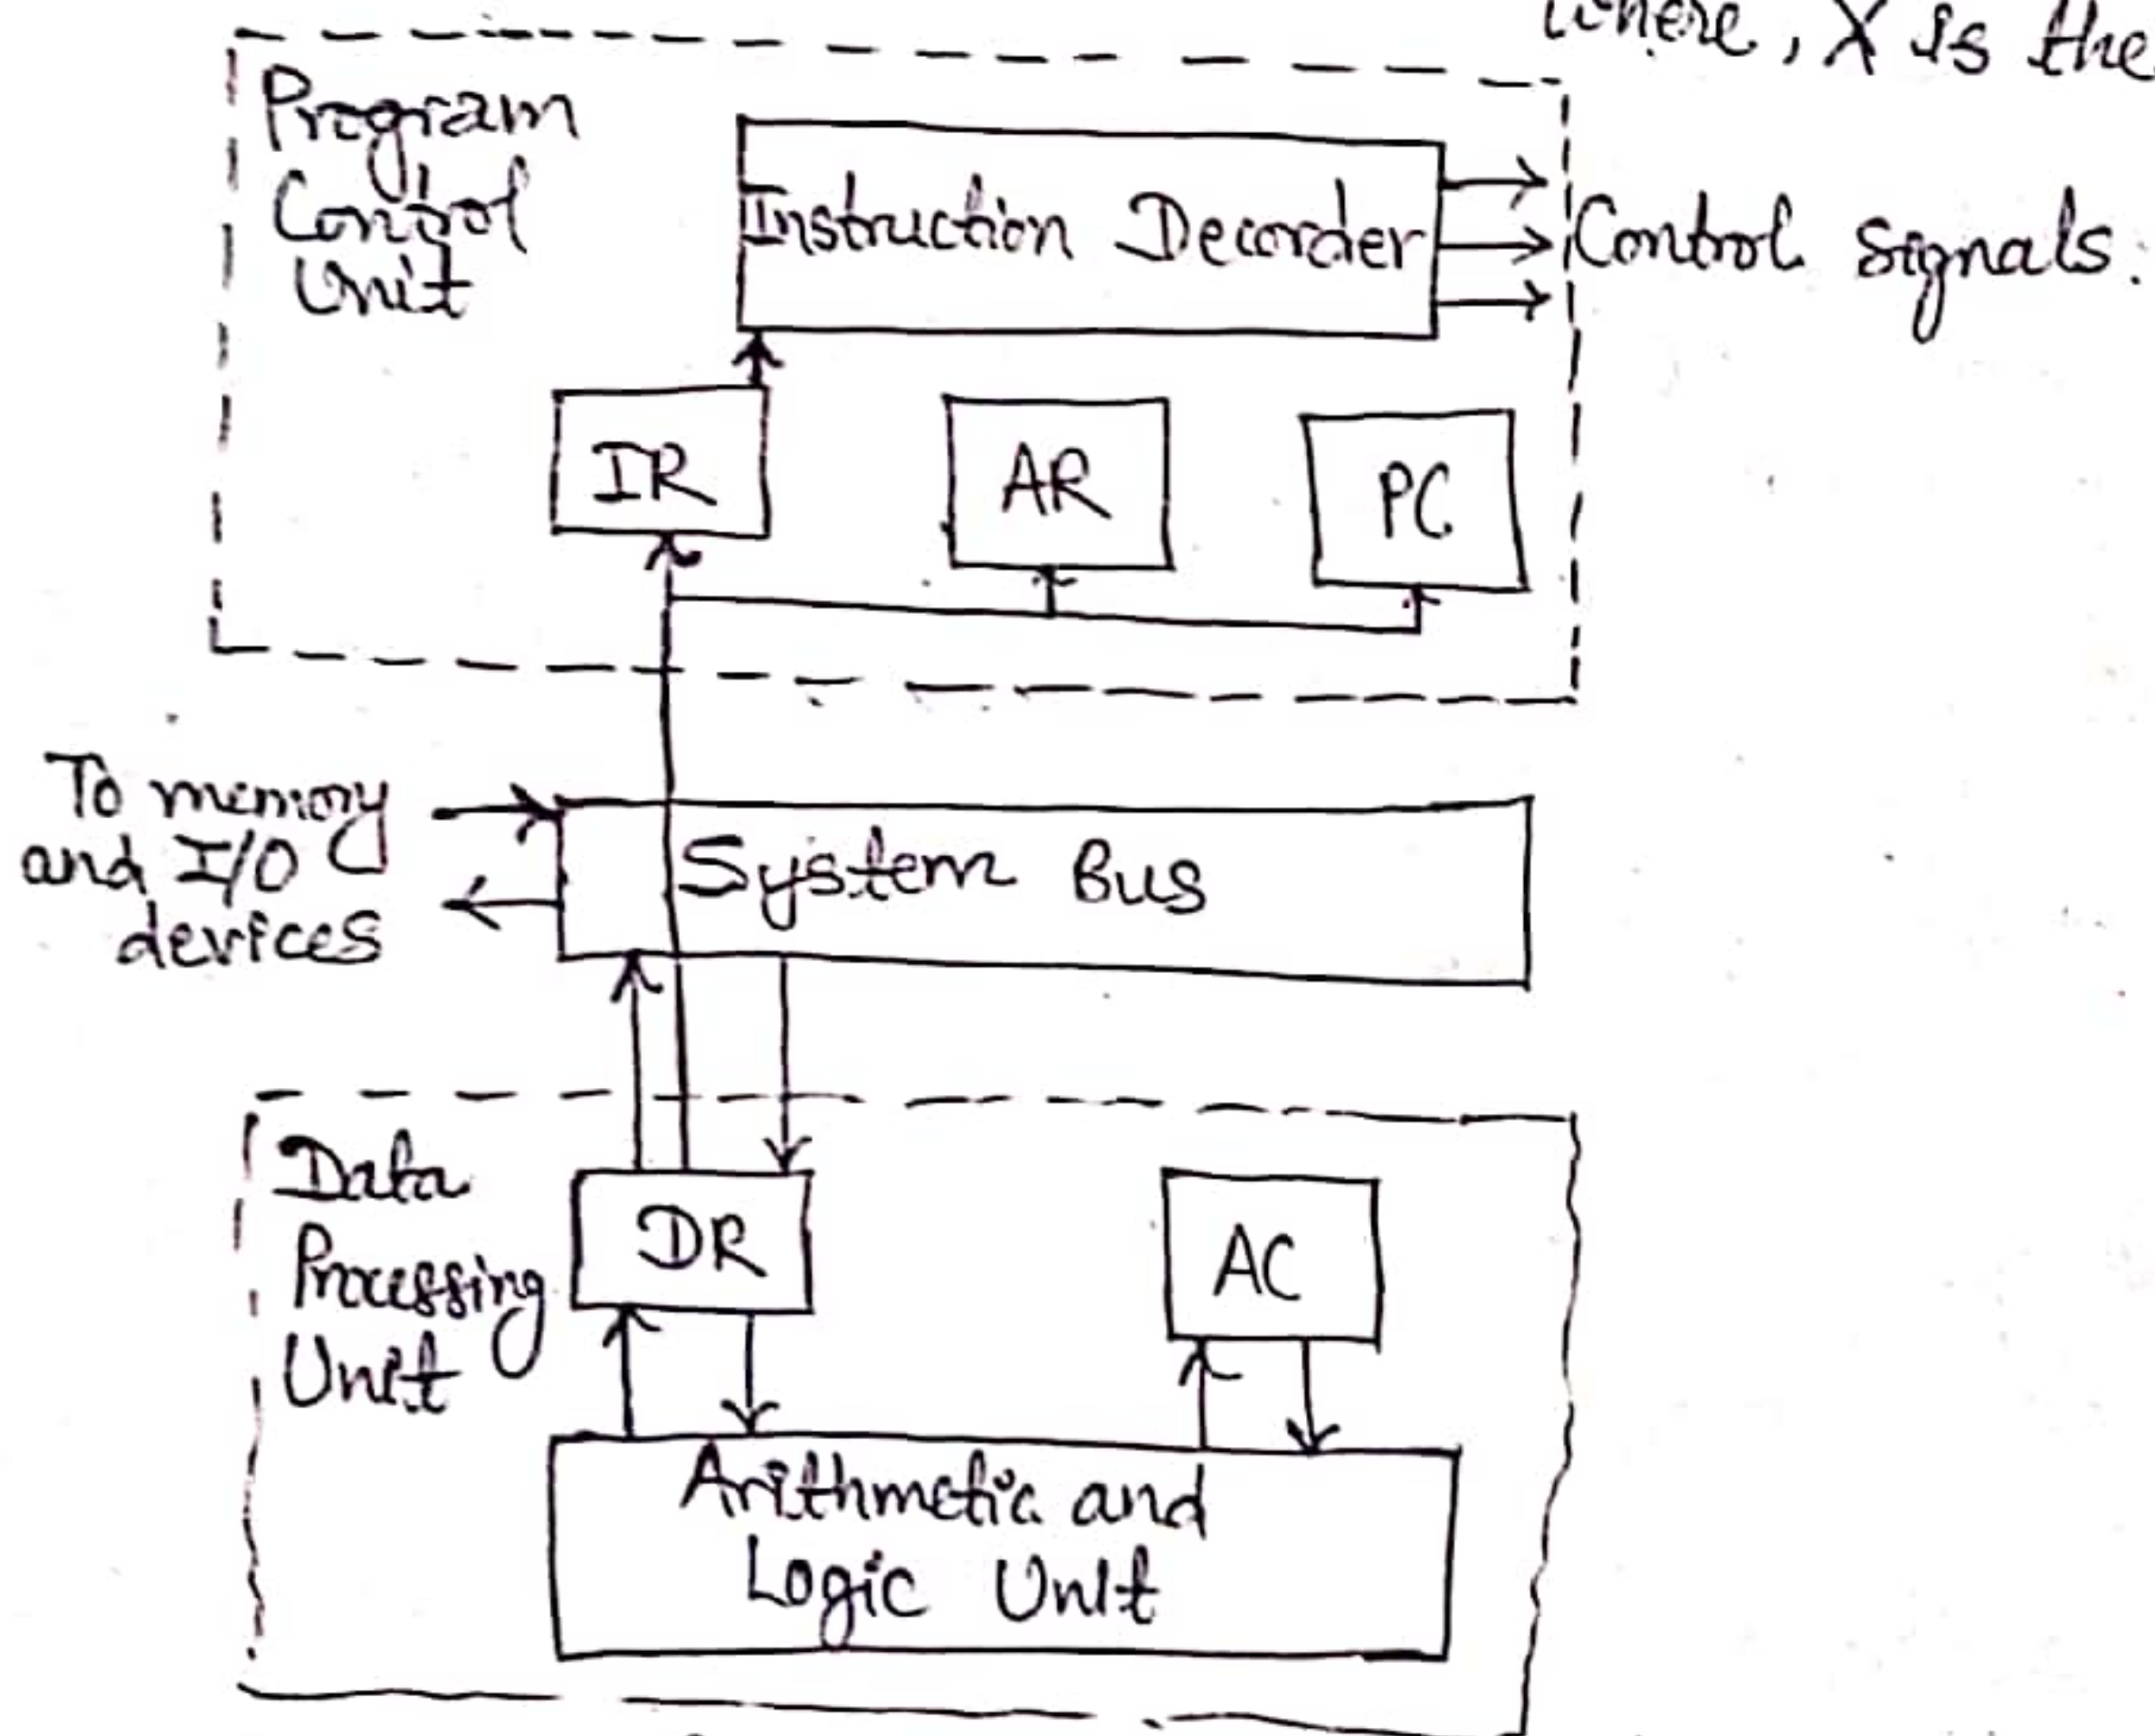 where, X is the
Program
Control
Unit
Instruction Decorder
Control signals.
IR
AR
PC
To memory
and I/O
devices
System Bus
Data
Processing
Unit
DR
AC
Arithmetic and
Logic Unit